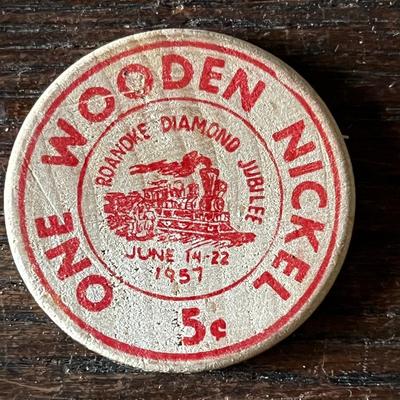 ONE WOODEN NICKEL
ROANOKE DIAMOND JUBILEE
JUNE 14-22
1957
5¢